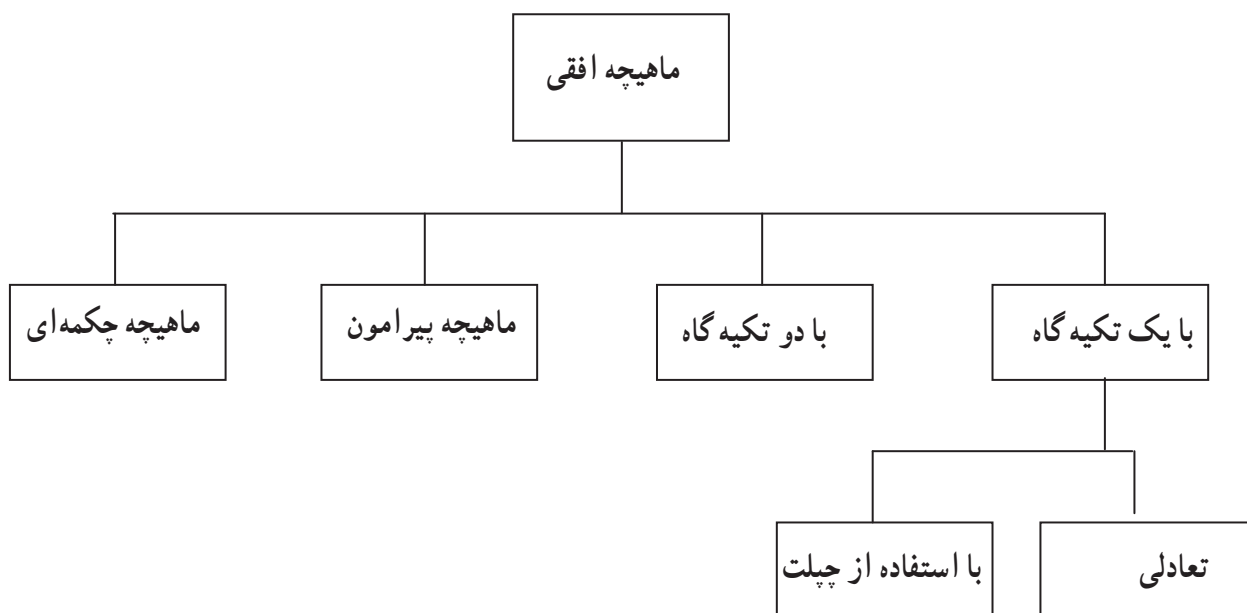 ماهیچه افقی
با یک تکیه‌گاه
با دو تکیه‌گاه
ماهیچه پیرامون
ماهیچه چکمه‌ای
تعادلی
با استفاده از چپلت